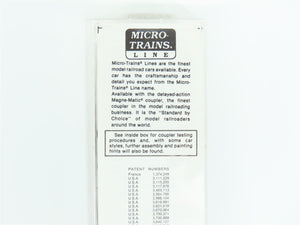 MICRO-
TRAINS®
LINE
Micro-Trains® Lines are the finest
model railroad cars available. Every
car has the craftsmanship and
detail you expect from the Micro-
Trains® Line name.
Available with the delayed-action
Magne-Matic® coupler, the finest
coupler in the model railroading
business. It is the "Standard by
Choice" of model railroaders
around the world.
See inside box for coupler testing
procedures and, with some car
styles, further assembly and painting
hints will also be found.
PATENT NUMBERS
France
U.S.A.
U.S.A.
U.S.A.
U.S.A.
U.S.A.
U.S.A.
U.S.A.
U.S.A.
U.S.A.
U.S.A.
U.S.A.